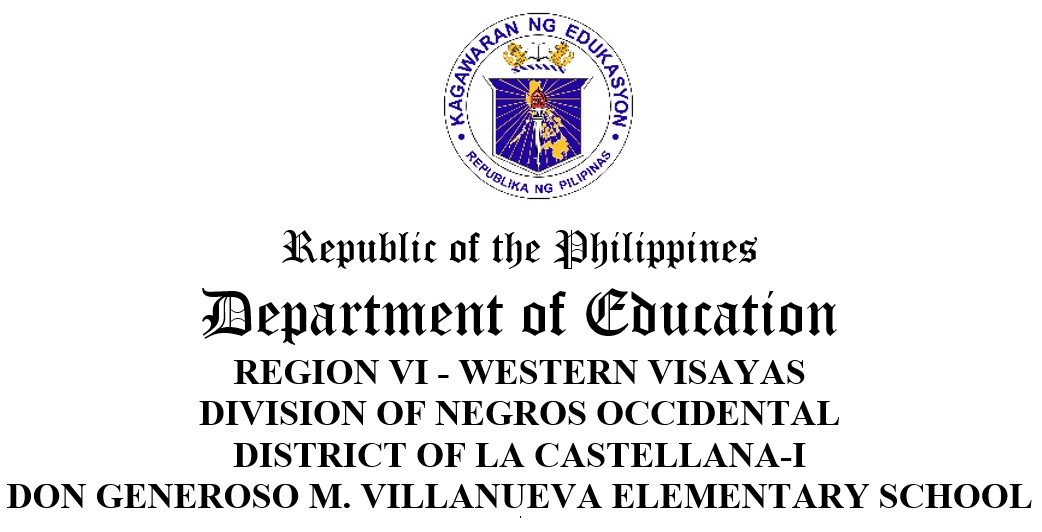 KAGAWARAN NG EDUKASYON
REPUBLIKA NG PILIPINAS
Republic of the Philippines
Department of Education
REGION VI - WESTERN VISAYAS
DIVISION OF NEGROS OCCIDENTAL
DISTRICT OF LA CASTELLANA-I
DON GENEROSO M. VILLANUEVA ELEMENTARY SCHOOL